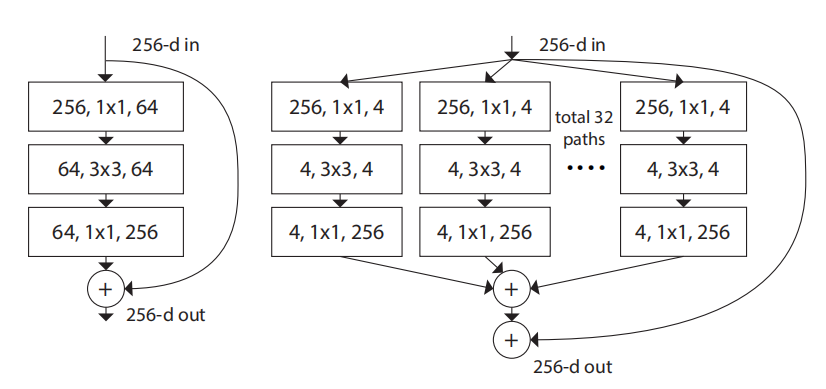 256-d in
256, 1x1, 64
64, 3x3, 64
64, 1x1, 256
+
256-d out
256-d in
256, 1x1, 4
256, 1x1, 4
total 32
paths
256, 1x1, 4
4, 3x3, 4
4, 3x3, 4
....
4, 3x3, 4
4, 1x1, 256
4, 1x1, 256
4, 1x1, 256
+
+
256-d out